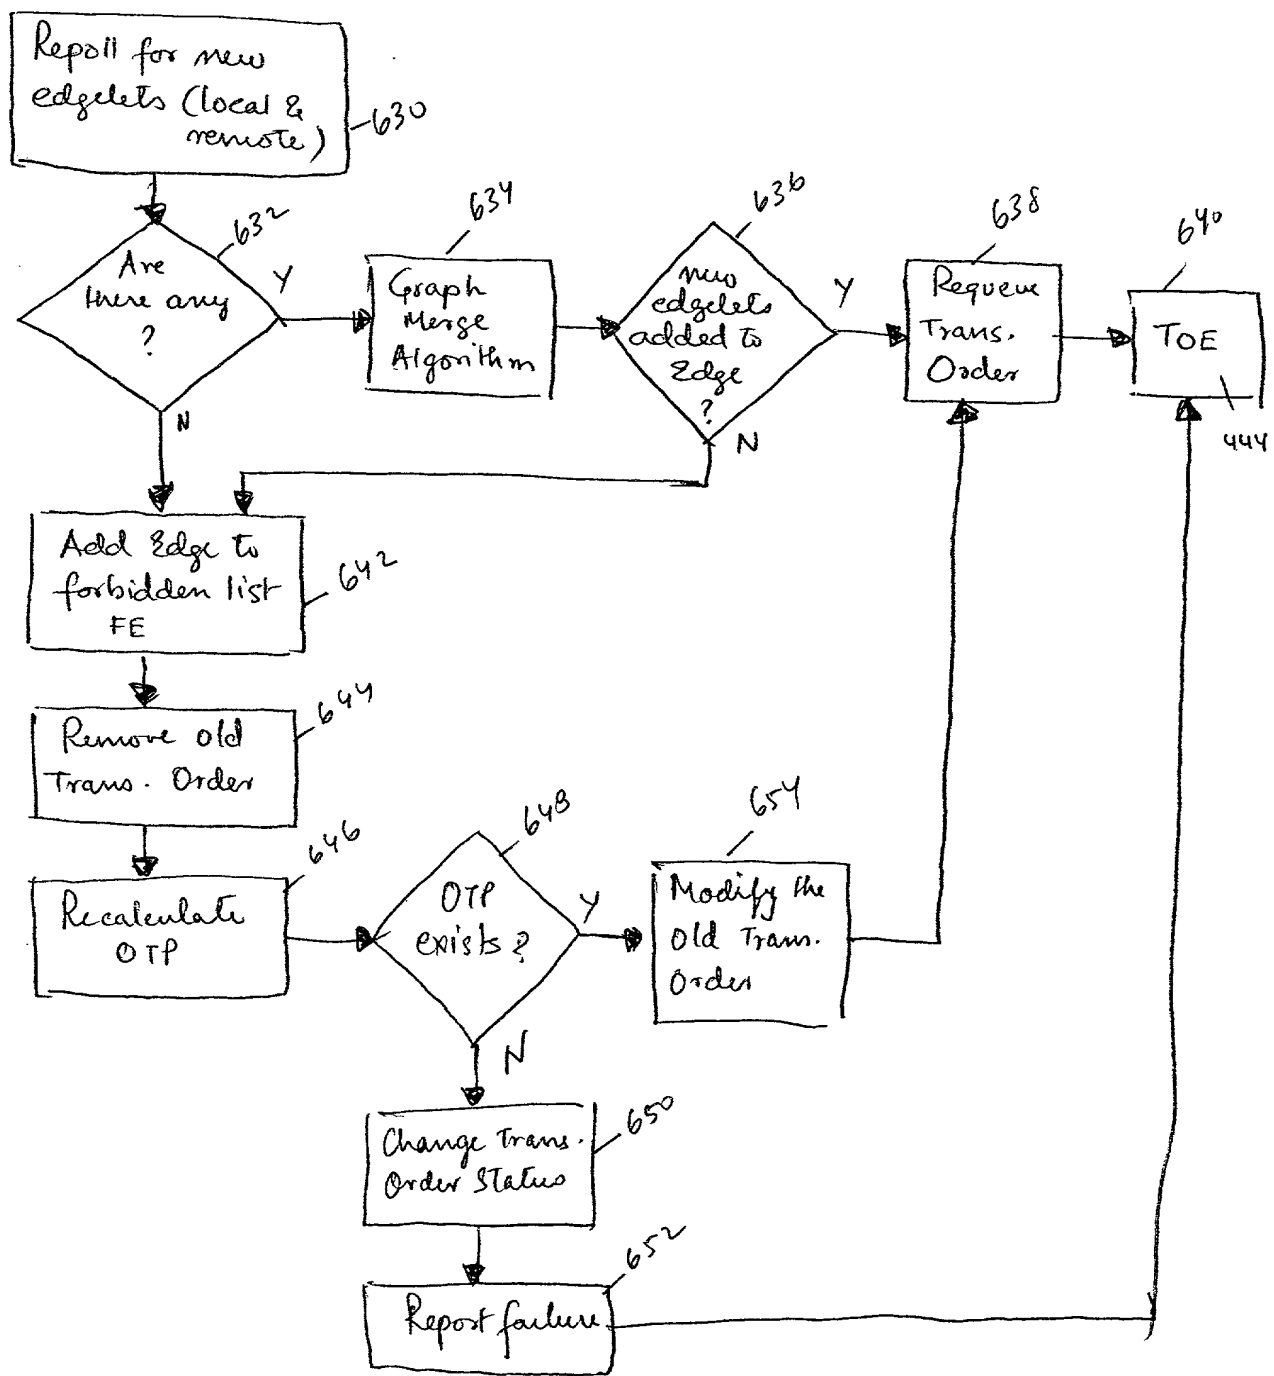 Repoll for new
edgelets (local &
remote)
630
632
Are
there any
?
Y
N
634
Graph
Merge
Algorithm
636
new
edgelets
added to
Edge
?
Y
N
638
Requeue
Trans.
Order
640
TOE
444
Add Edge to
forbidden list
FE
642
Remove old
Trans. Order
644
Recalculate
OTP
646
648
OTP
exists?
Y
N
654
Modify the
Old Trans.
Order
Change Trans.
Order Status
650
Report failure
652